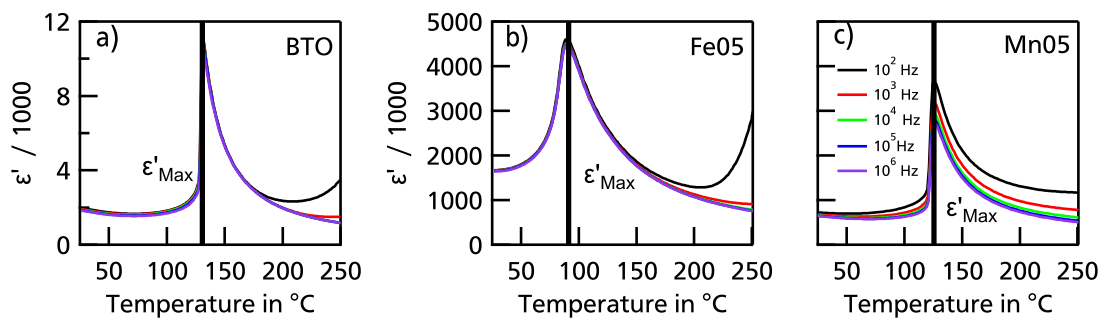 a) BTO
ε' / 1000
12
8
4
0
ε'Max
50 100 150 200 250
Temperature in °C
b) Fe05
ε' / 1000
5000
4000
3000
2000
1000
0
ε'Max
50 100 150 200 250
Temperature in °C
c) Mn05
10² Hz
10³ Hz
10⁴ Hz
10⁵Hz
10⁶ Hz
ε'Max
50 100 150 200 250
Temperature in °C